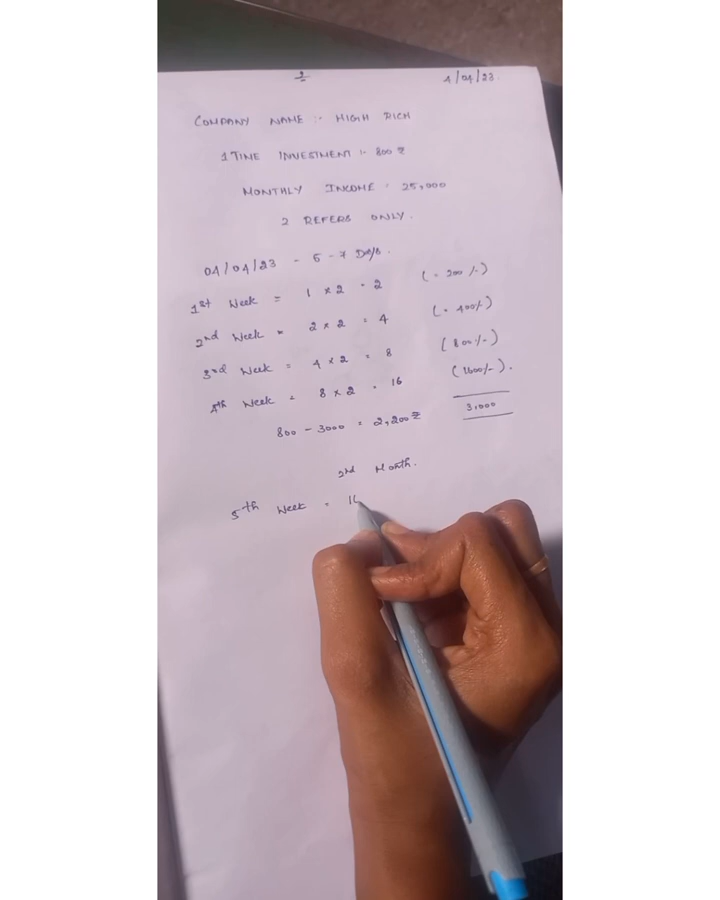 4/04/23
COMPANY NAME :- HIGH RICH
1 TIME INVESTMENT :- 800 ₹
MONTHLY INCOME : 25,000
2 REFERS ONLY.
04/04/23 - 5-7 Days.
1st Week = 1 x 2 = 2 (= 200/-)
2nd Week = 2 x 2 = 4 (= 400/-)
3rd Week = 4 x 2 = 8 (800/-)
4th Week = 8 x 2 = 16 (1600/-).
800 - 3000 = 2,200 ₹ 3,000
2nd Month.
5th Week = 16